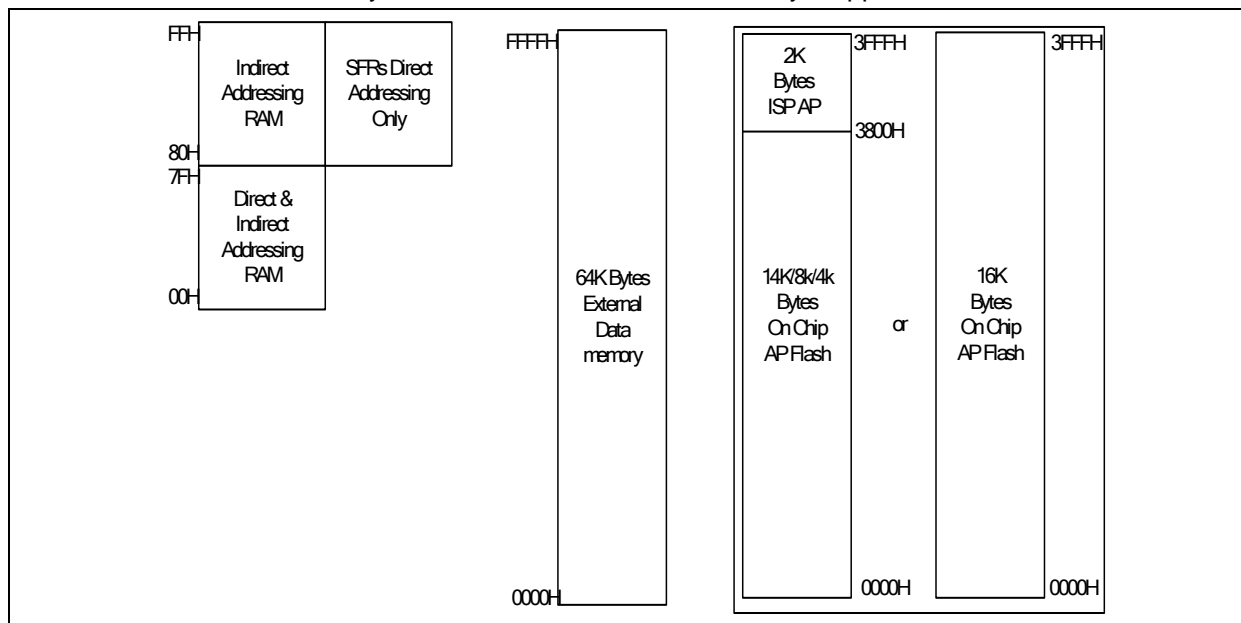 FFH
Indirect
Addressing
RAM
SFRs Direct
Addressing
Only
80H
7FH
Direct &
Indirect
Addressing
RAM
00H
FFFFH
64K Bytes
External
Data
memory
0000H
2K
Bytes
ISP AP
3FFFH
3800H
14K/8k/4k
Bytes
On Chip
AP Flash
0000H
or
3FFFH
16K
Bytes
On Chip
AP Flash
0000H